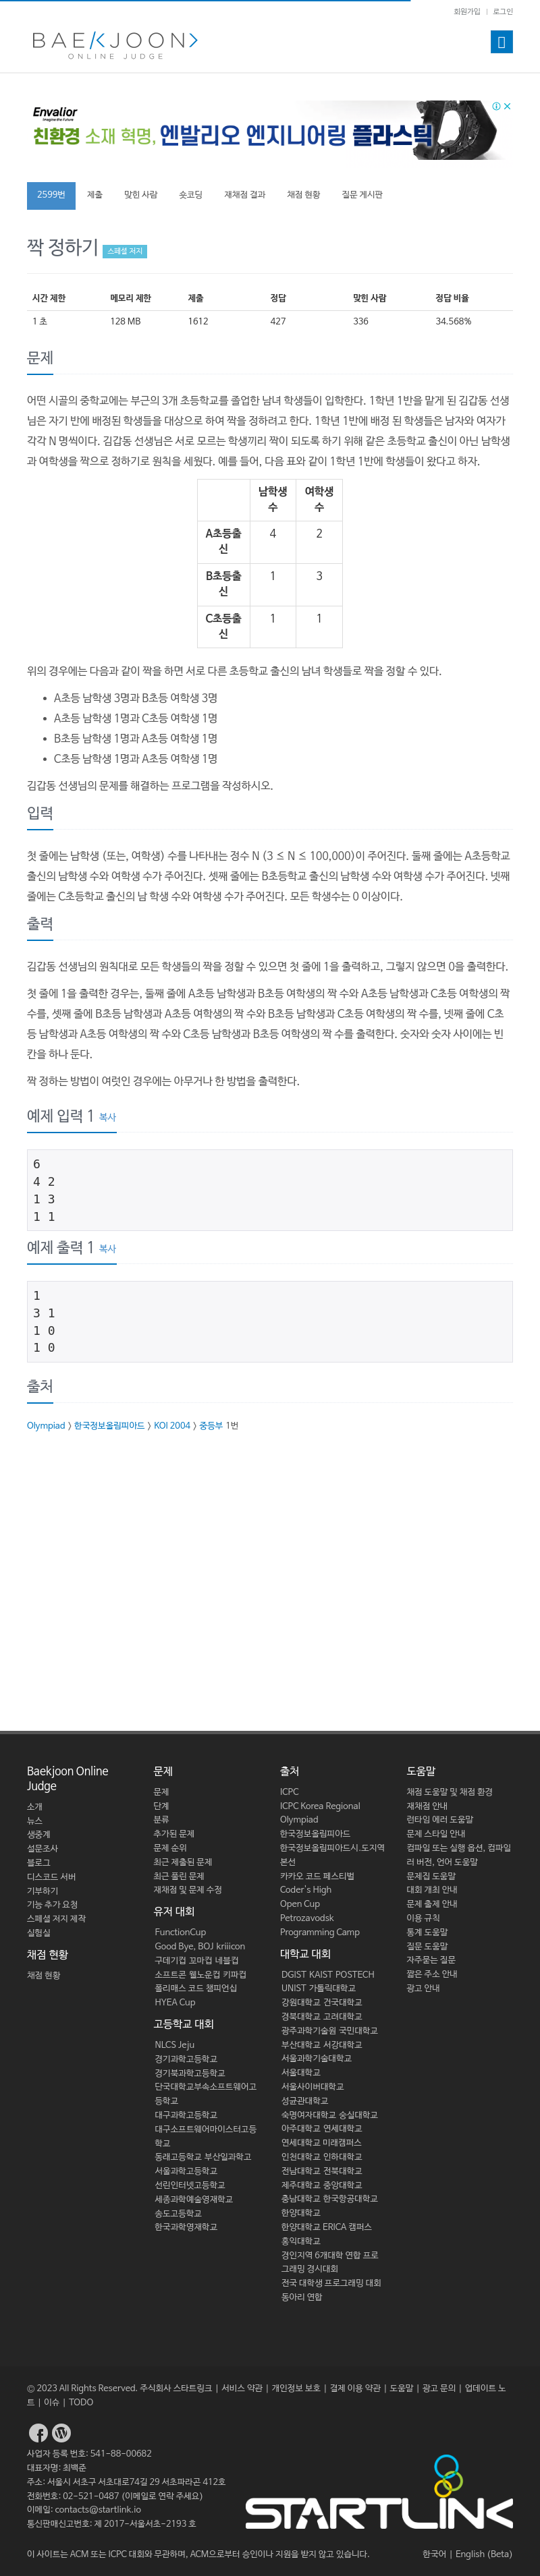 회원가입 | 로그인
BAEKJOON
ONLINE JUDGE
Envalior
친환경 소재 혁명, 엔발리오 엔지니어링 플라스틱
2599번 제출 맞힌 사람 숏코딩 재채점 결과 채점 현황 질문 게시판
짝 정하기 스페셜 저지
시간 제한 메모리 제한 제출 정답 맞힌 사람 정답 비율
1 초 128 MB 1612 427 336 34.568%
문제
어떤 시골의 중학교에는 부근의 3개 초등학교를 졸업한 남녀 학생들이 입학한다. 1학년 1반을 맡게 된 김갑동 선생
님은 자기 반에 배정된 학생들을 대상으로 하여 짝을 정하려고 한다. 1학년 1반에 배정 된 학생들은 남자와 여자가
각각 N 명씩이다. 김갑동 선생님은 서로 모르는 학생끼리 짝이 되도록 하기 위해 같은 초등학교 출신이 아닌 남학생
과 여학생을 짝으로 정하기로 원칙을 세웠다. 예를 들어, 다음 표와 같이 1학년 1반에 학생들이 왔다고 하자.
남학생 여학생
수 수
A초등출 4 2
신
B초등출 1 3
신
C초등출 1 1
신
위의 경우에는 다음과 같이 짝을 하면 서로 다른 초등학교 출신의 남녀 학생들로 짝을 정할 수 있다.
• A초등 남학생 3명과 B초등 여학생 3명
• A초등 남학생 1명과 C초등 여학생 1명
• B초등 남학생 1명과 A초등 여학생 1명
• C초등 남학생 1명과 A초등 여학생 1명
김갑동 선생님의 문제를 해결하는 프로그램을 작성하시오.
입력
첫 줄에는 남학생 (또는, 여학생) 수를 나타내는 정수 N (3 ≤ N ≤ 100,000)이 주어진다. 둘째 줄에는 A초등학교
출신의 남학생 수와 여학생 수가 주어진다. 셋째 줄에는 B초등학교 출신의 남학생 수와 여학생 수가 주어진다. 넷째
줄에는 C초등학교 출신의 남 학생 수와 여학생 수가 주어진다. 모든 학생수는 0 이상이다.
출력
김갑동 선생님의 원칙대로 모든 학생들의 짝을 정할 수 있으면 첫 줄에 1을 출력하고, 그렇지 않으면 0을 출력한다.
첫 줄에 1을 출력한 경우는, 둘째 줄에 A초등 남학생과 B초등 여학생의 짝 수와 A초등 남학생과 C초등 여학생의 짝
수를, 셋째 줄에 B초등 남학생과 A초등 여학생의 짝 수와 B초등 남학생과 C초등 여학생의 짝 수를, 넷째 줄에 C초
등 남학생과 A초등 여학생의 짝 수와 C초등 남학생과 B초등 여학생의 짝 수를 출력한다. 숫자와 숫자 사이에는 빈
칸을 하나 둔다.
짝 정하는 방법이 여럿인 경우에는 아무거나 한 방법을 출력한다.
예제 입력 1 복사
6
4 2
1 3
1 1
예제 출력 1 복사
1
3 1
1 0
1 0
출처
Olympiad > 한국정보올림피아드 > KOI 2004 > 중등부 1번
Baekjoon Online
Judge
소개
뉴스
생중계
설문조사
블로그
디스코드 서버
기부하기
기능 추가 요청
스페셜 저지 제작
실험실
채점 현황
채점 현황
문제
문제
단계
분류
추가된 문제
문제 순위
최근 제출된 문제
최근 풀린 문제
재채점 및 문제 수정
유저 대회
FunctionCup
Good Bye, BOJ kriiicon
구데기컵 꼬마컵 네블컵
소프트콘 웰노운컵 키파컵
폴리매스 코드 챔피언십
HYEA Cup
고등학교 대회
NLCS Jeju
경기과학고등학교
경기북과학고등학교
단국대학교부속소프트웨어고
등학교
대구과학고등학교
대구소프트웨어마이스터고등
학교
동래고등학교 부산일과학고
서울과학고등학교
선린인터넷고등학교
세종과학예술영재학교
송도고등학교
한국과학영재학교
출처
ICPC
ICPC Korea Regional
Olympiad
한국정보올림피아드
한국정보올림피아드시.도지역
본선
카카오 코드 페스티벌
Coder's High
Open Cup
Petrozavodsk
Programming Camp
대학교 대회
DGIST KAIST POSTECH
UNIST 가톨릭대학교
강원대학교 건국대학교
경북대학교 고려대학교
광주과학기술원 국민대학교
부산대학교 서강대학교
서울과학기술대학교
서울대학교
서울사이버대학교
성균관대학교
숙명여자대학교 숭실대학교
아주대학교 연세대학교
연세대학교 미래캠퍼스
인천대학교 인하대학교
전남대학교 전북대학교
제주대학교 중앙대학교
충남대학교 한국항공대학교
한양대학교
한양대학교 ERICA 캠퍼스
홍익대학교
경인지역 6개대학 연합 프로
그래밍 경시대회
전국 대학생 프로그래밍 대회
동아리 연합
도움말
채점 도움말 및 채점 환경
재채점 안내
런타임 에러 도움말
문제 스타일 안내
컴파일 또는 실행 옵션, 컴파일
러 버전, 언어 도움말
문제집 도움말
대회 개최 안내
문제 출제 안내
이용 규칙
통계 도움말
질문 도움말
자주묻는 질문
짧은 주소 안내
광고 안내
© 2023 All Rights Reserved. 주식회사 스타트링크 | 서비스 약관 | 개인정보 보호 | 결제 이용 약관 | 도움말 | 광고 문의 | 업데이트 노
트 | 이슈 | TODO
사업자 등록 번호: 541-88-00682
대표자명: 최백준
주소: 서울시 서초구 서초대로74길 29 서초파라곤 412호
전화번호: 02-521-0487 (이메일로 연락 주세요)
이메일: contacts@startlink.io
통신판매신고번호: 제 2017-서울서초-2193 호
STARTLINK
이 사이트는 ACM 또는 ICPC 대회와 무관하며, ACM으로부터 승인이나 지원을 받지 않고 있습니다.
한국어 | English (Beta)